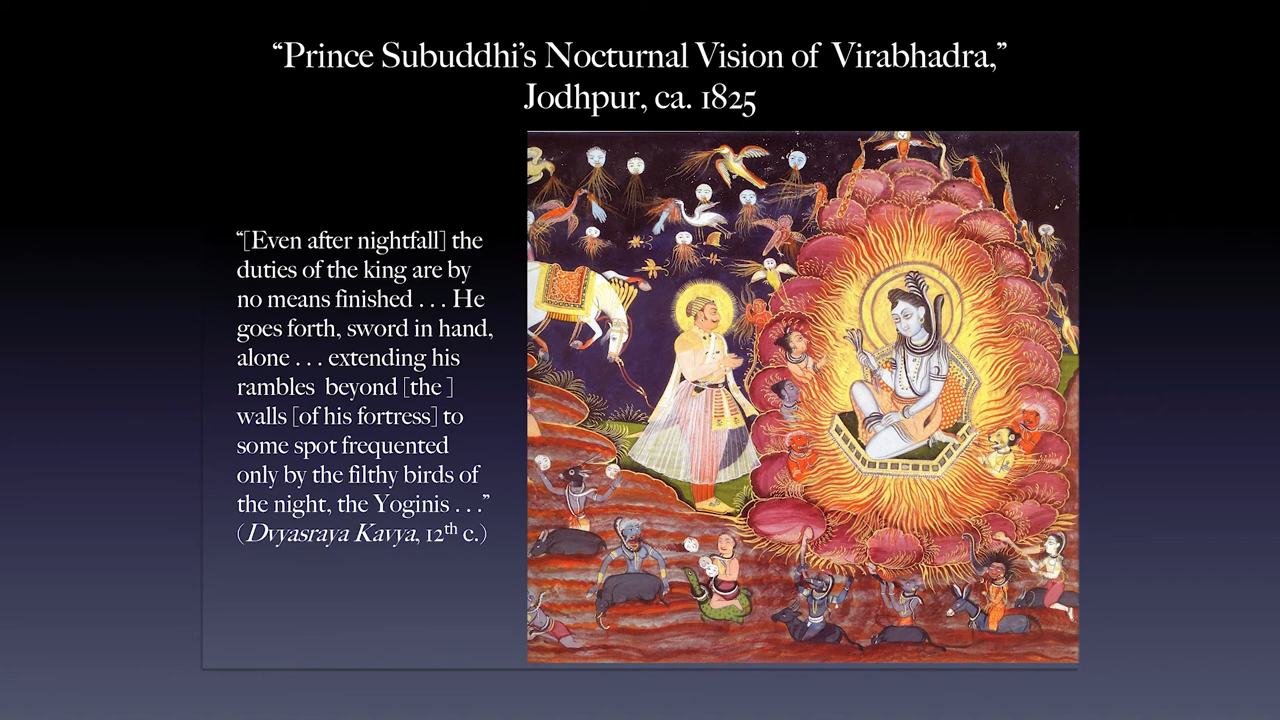 “Prince Subuddhi’s Nocturnal Vision of Virabhadra,”
Jodhpur, ca. 1825
“[Even after nightfall] the
duties of the king are by
no means finished . . . He
goes forth, sword in hand,
alone . . . extending his
rambles beyond [the ]
walls [of his fortress] to
some spot frequented
only by the filthy birds of
the night, the Yoginis . . .”
(Dvyasraya Kavya, 12th c.)